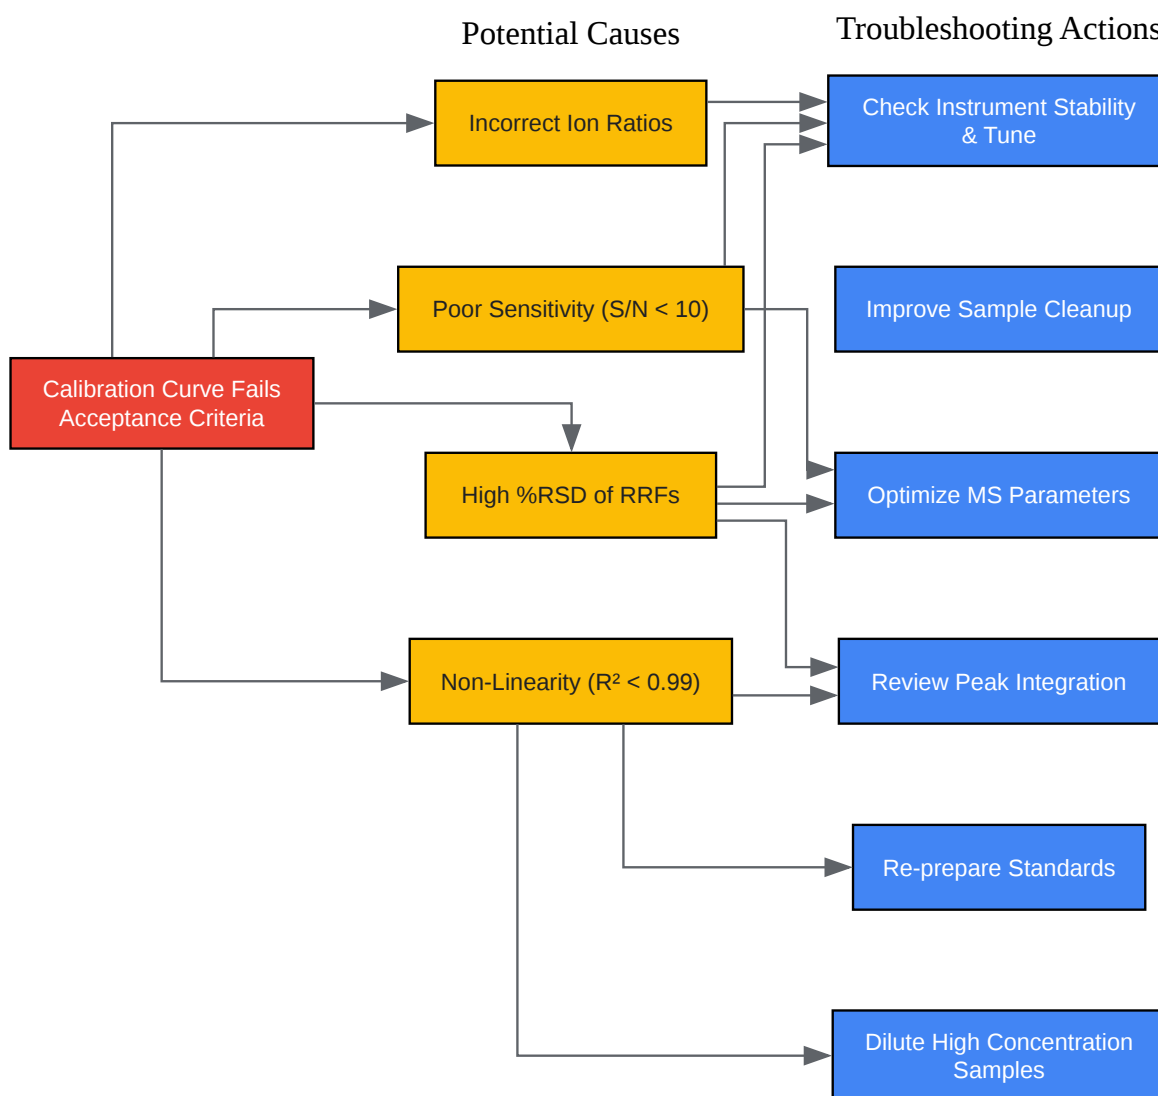 Potential Causes
Troubleshooting Actions
Incorrect Ion Ratios
Check Instrument Stability
& Tune
Poor Sensitivity (S/N < 10)
Improve Sample Cleanup
Calibration Curve Fails
Acceptance Criteria
High %RSD of RRFs
Optimize MS Parameters
Non-Linearity (R² < 0.99)
Review Peak Integration
Re-prepare Standards
Dilute High Concentration
Samples